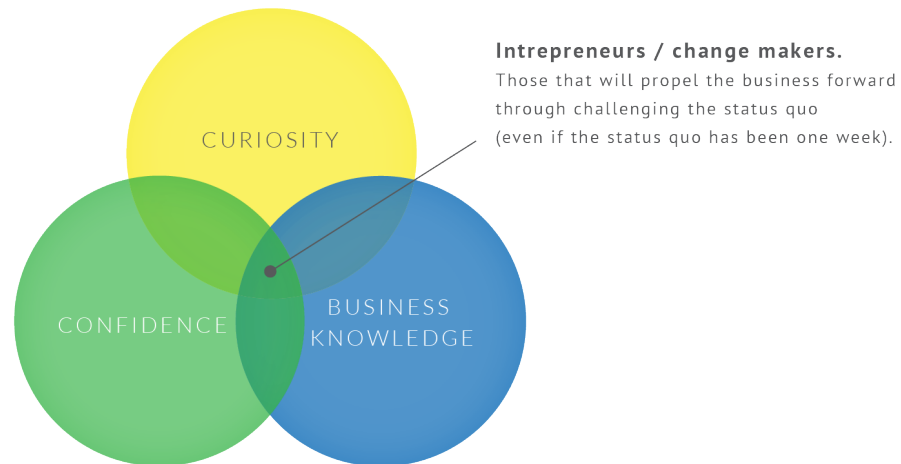 Intrepreneurs / change makers.
Those that will propel the business forward
through challenging the status quo
(even if the status quo has been one week).
CURIOSITY
CONFIDENCE
BUSINESS
KNOWLEDGE